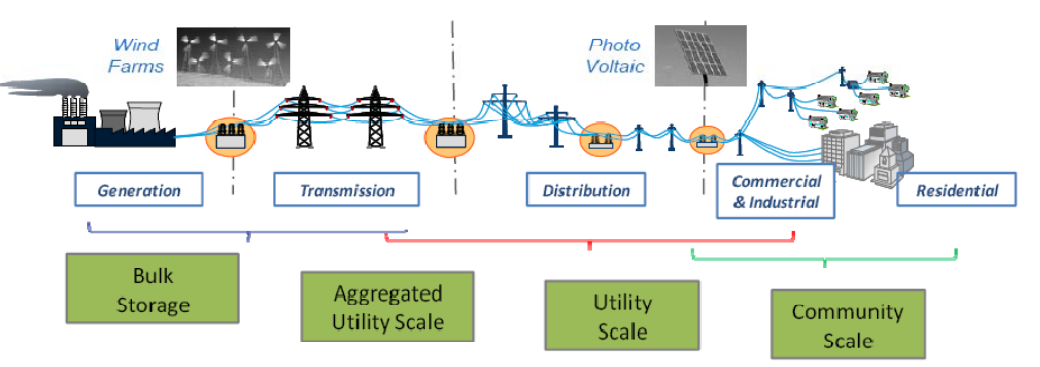 Wind
Farms
Photo
Voltaic
Generation
Transmission
Distribution
Commercial
& Industrial
Residential
Bulk
Storage
Aggregated
Utility Scale
Utility
Scale
Community
Scale